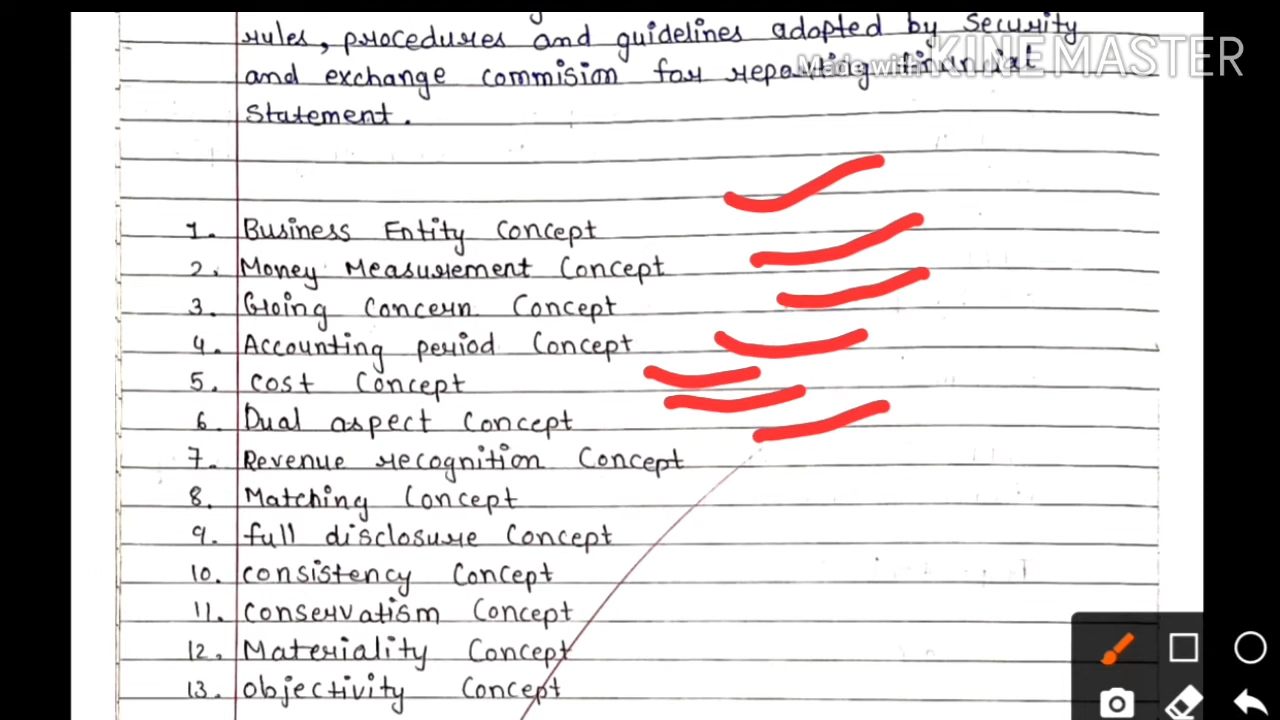 rules, procedures and guidelines adopted by Security
Made with KINEMASTER
and exchange commision for reporting financial
Statement.
1. Business Entity Concept
2. Money Measurement Concept
3. Going Concern Concept
4. Accounting period Concept
5. Cost Concept
6. Dual aspect Concept
7. Revenue recognition Concept
8. Matching Concept
9. full disclosure Concept
10. Consistency Concept
11. Conservatism Concept
12. Materiality Concept
13. objectivity Concept